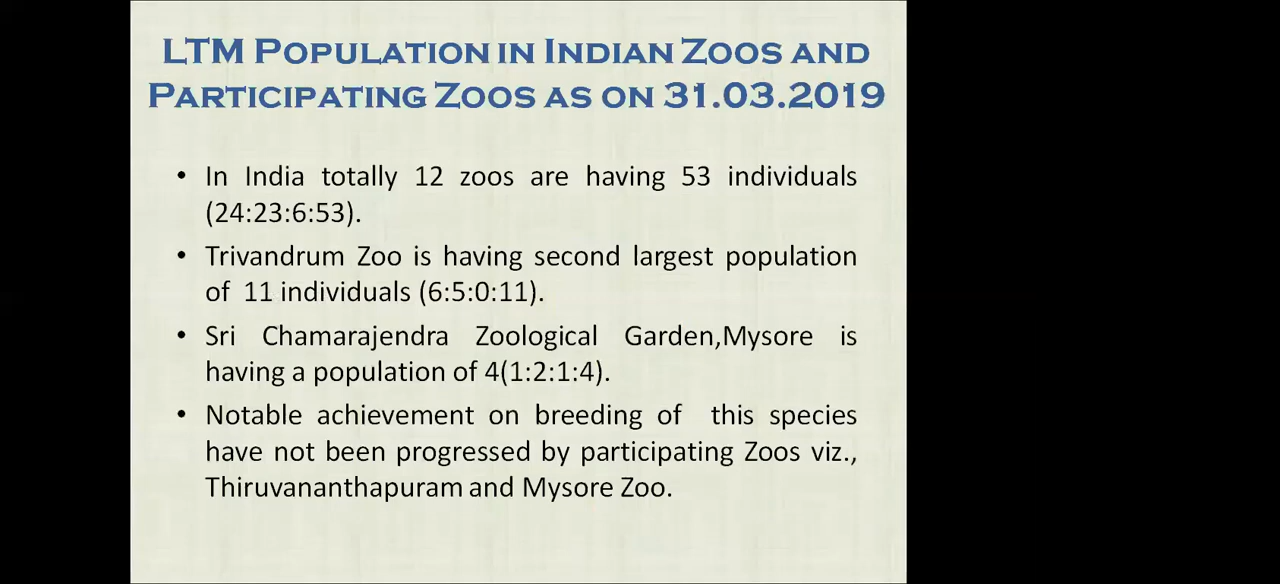 LTM Population in Indian Zoos and
Participating Zoos as on 31.03.2019
• In India totally 12 zoos are having 53 individuals
(24:23:6:53).
• Trivandrum Zoo is having second largest population
of 11 individuals (6:5:0:11).
• Sri Chamarajendra Zoological Garden,Mysore is
having a population of 4(1:2:1:4).
• Notable achievement on breeding of this species
have not been progressed by participating Zoos viz.,
Thiruvananthapuram and Mysore Zoo.